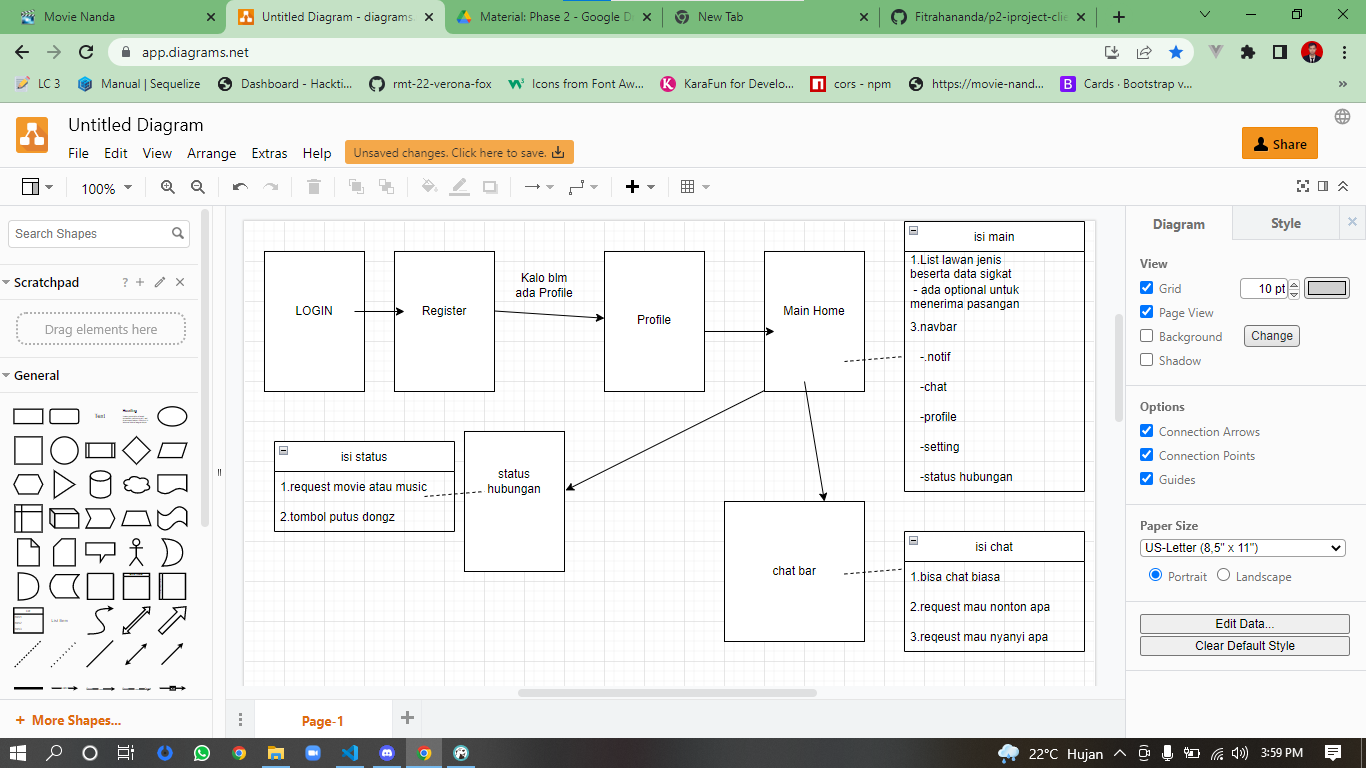 Movie Nanda
Untitled Diagram - diagrams.
Material: Phase 2 - Google D
New Tab
Fitrahananda/p2-iproject-clie
app.diagrams.net
LC 3
Manual | Sequelize
Dashboard - Hackti...
rmt-22-verona-fox
Icons from Font Aw...
KaraFun for Develo...
cors - npm
https://movie-nand...
Cards · Bootstrap v...
Untitled Diagram
File Edit View Arrange Extras Help
Unsaved changes. Click here to save.
Share
100%
Search Shapes
Scratchpad
Drag elements here
General
Text
Heading
List Item
+ More Shapes...
LOGIN
Register
Kalo blm
ada Profile
Profile
Main Home
isi main
1.List lawan jenis
beserta data sigkat
- ada optional untuk
menerima pasangan
3.navbar
-.notif
-chat
-profile
-setting
-status hubungan
isi status
1.request movie atau music
2.tombol putus dongz
status
hubungan
chat bar
isi chat
1.bisa chat biasa
2.request mau nonton apa
3.reqeust mau nyanyi apa
Page-1
Diagram
Style
View
Grid
10 pt
Page View
Background
Change
Shadow
Options
Connection Arrows
Connection Points
Guides
Paper Size
US-Letter (8,5" x 11")
Portrait
Landscape
Edit Data...
Clear Default Style
22°C Hujan
3:59 PM